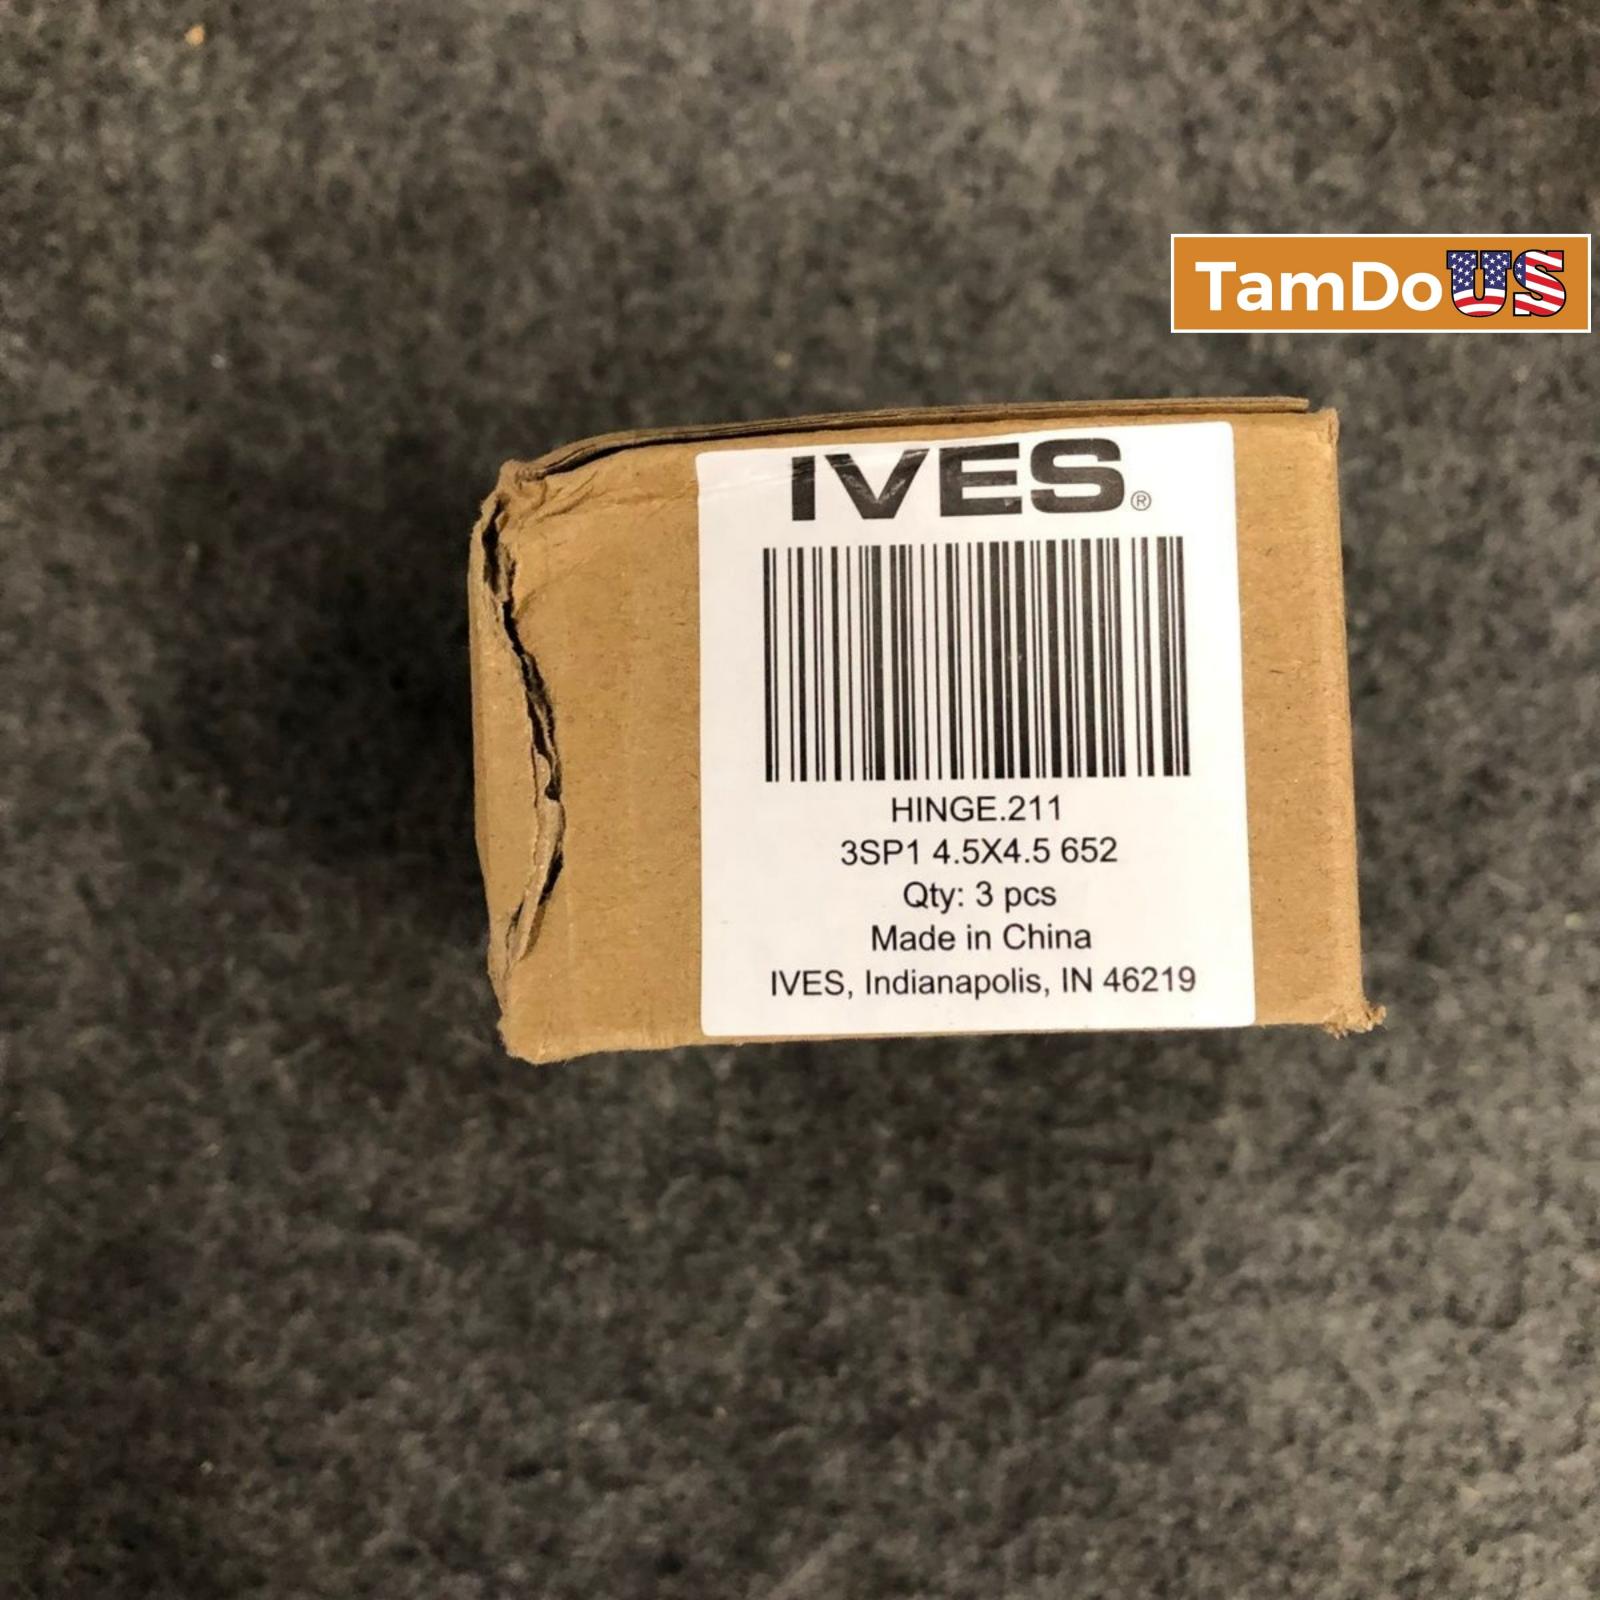 TamDoUS
IVES®
HINGE.211
3SP1 4.5X4.5 652
Qty: 3 pcs
Made in China
IVES, Indianapolis, IN 46219